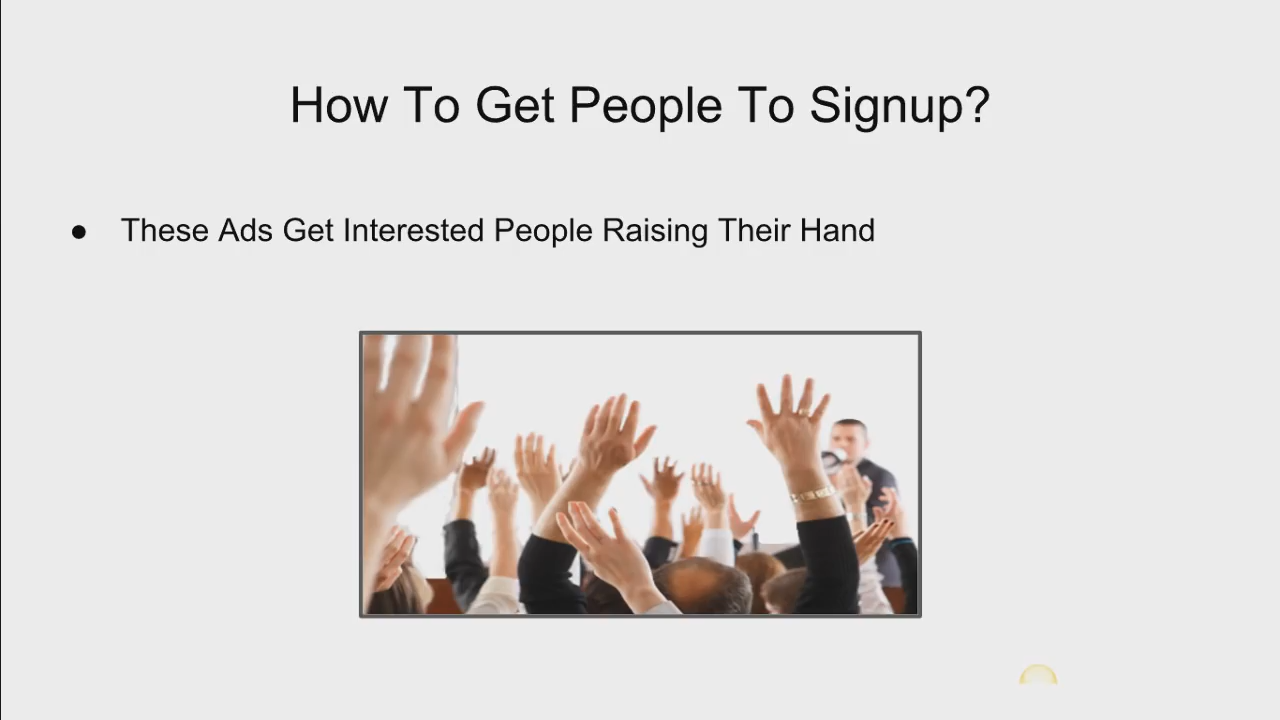 How To Get People To Signup?
● These Ads Get Interested People Raising Their Hand